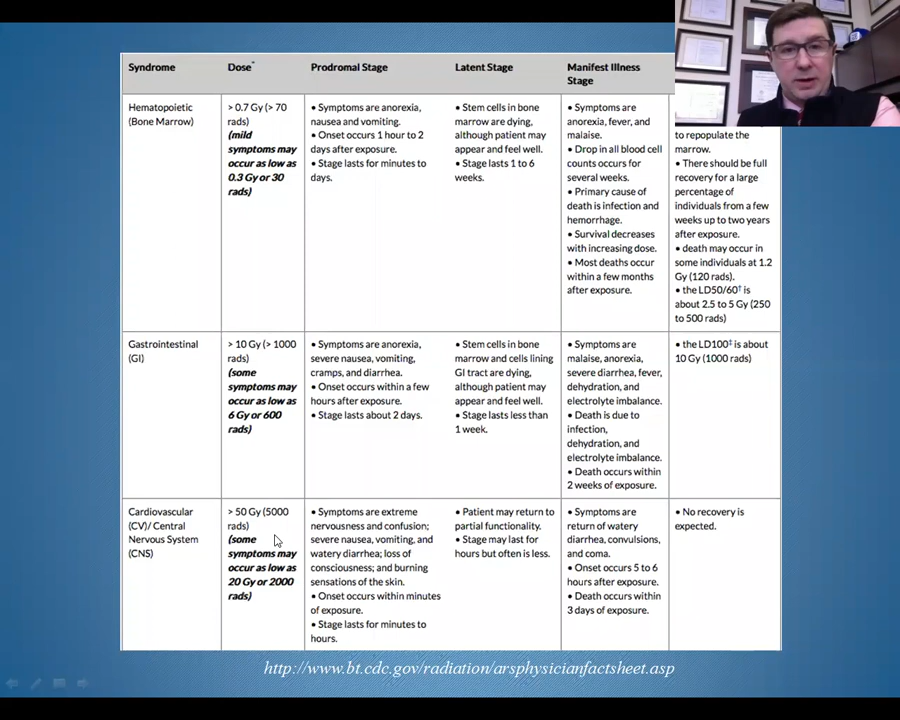 Syndrome
Dose*
Prodromal Stage
Latent Stage
Manifest Illness
Stage
Hematopoietic
(Bone Marrow)
> 0.7 Gy (> 70
rads)
(mild
symptoms may
occur as low as
0.3 Gy or 30
rads)
• Symptoms are anorexia,
nausea and vomiting.
• Onset occurs 1 hour to 2
days after exposure.
• Stage lasts for minutes to
days.
• Stem cells in bone
marrow are dying,
although patient may
appear and feel well.
• Stage lasts 1 to 6
weeks.
• Symptoms are
anorexia, fever, and
malaise.
• Drop in all blood cell
counts occurs for
several weeks.
• Primary cause of
death is infection and
hemorrhage.
• Survival decreases
with increasing dose.
• Most deaths occur
within a few months
after exposure.
to repopulate the
marrow.
• There should be full
recovery for a large
percentage of
individuals from a few
weeks up to two years
after exposure.
• death may occur in
some individuals at 1.2
Gy (120 rads).
• the LD50/60† is
about 2.5 to 5 Gy (250
to 500 rads)
Gastrointestinal
(GI)
> 10 Gy (> 1000
rads)
(some
symptoms may
occur as low as
6 Gy or 600
rads)
• Symptoms are anorexia,
severe nausea, vomiting,
cramps, and diarrhea.
• Onset occurs within a few
hours after exposure.
• Stage lasts about 2 days.
• Stem cells in bone
marrow and cells lining
GI tract are dying,
although patient may
appear and feel well.
• Stage lasts less than
1 week.
• Symptoms are
malaise, anorexia,
severe diarrhea, fever,
dehydration, and
electrolyte imbalance.
• Death is due to
infection,
dehydration, and
electrolyte imbalance.
• Death occurs within
2 weeks of exposure.
• the LD100‡ is about
10 Gy (1000 rads)
Cardiovascular
(CV)/ Central
Nervous System
(CNS)
> 50 Gy (5000
rads)
(some
symptoms may
occur as low as
20 Gy or 2000
rads)
• Symptoms are extreme
nervousness and confusion;
severe nausea, vomiting, and
watery diarrhea; loss of
consciousness; and burning
sensations of the skin.
• Onset occurs within minutes
of exposure.
• Stage lasts for minutes to
hours.
• Patient may return to
partial functionality.
• Stage may last for
hours but often is less.
• Symptoms are
return of watery
diarrhea, convulsions,
and coma.
• Onset occurs 5 to 6
hours after exposure.
• Death occurs within
3 days of exposure.
• No recovery is
expected.
http://www.bt.cdc.gov/radiation/arsphysicianfactsheet.asp